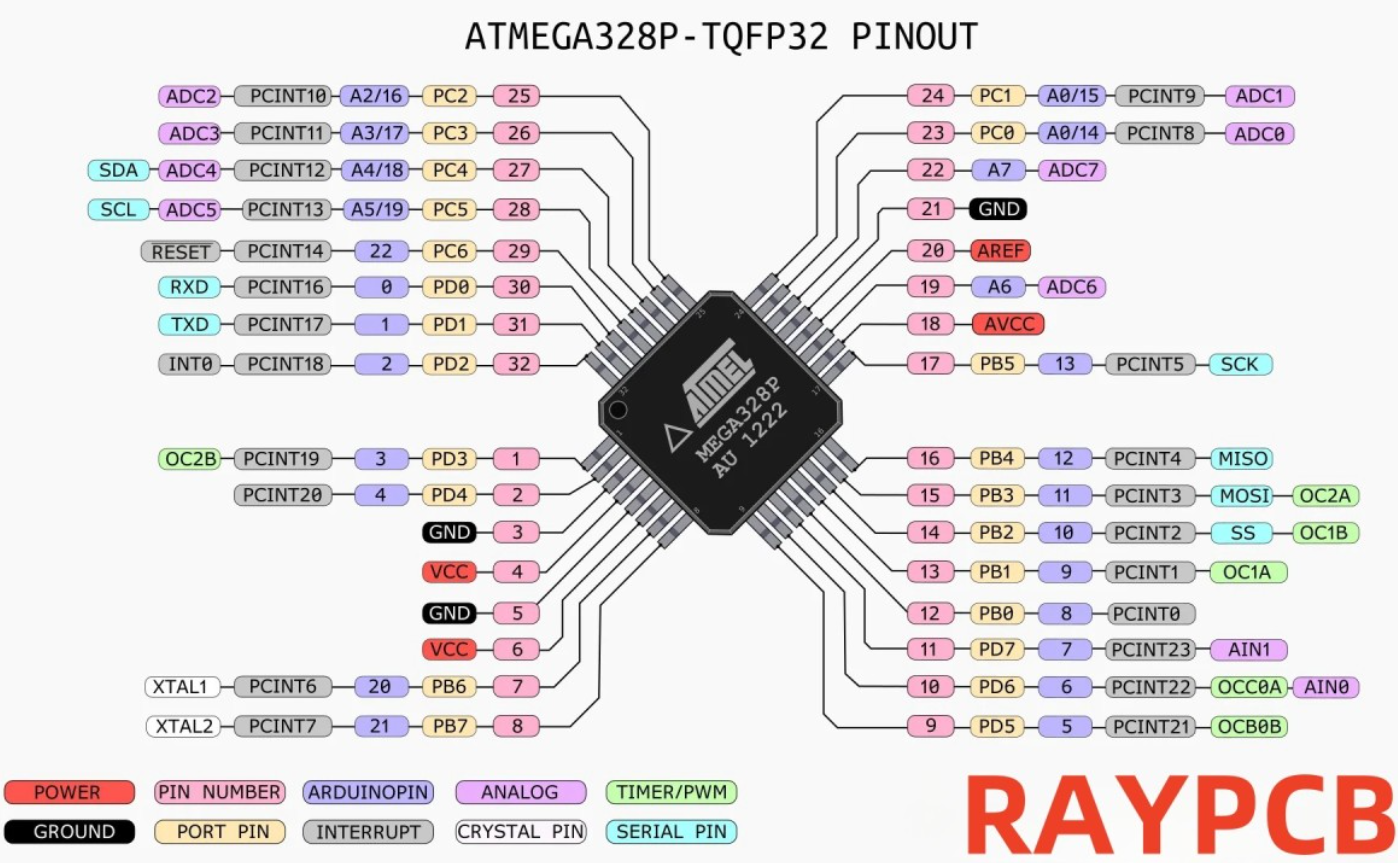 ATMEGA328P-TQFP32 PINOUT
ADC2 PCINT10 A2/16 PC2 25
ADC3 PCINT11 A3/17 PC3 26
SDA ADC4 PCINT12 A4/18 PC4 27
SCL ADC5 PCINT13 A5/19 PC5 28
RESET PCINT14 22 PC6 29
RXD PCINT16 0 PD0 30
TXD PCINT17 1 PD1 31
INT0 PCINT18 2 PD2 32
OC2B PCINT19 3 PD3 1
PCINT20 4 PD4 2
GND 3
VCC 4
GND 5
VCC 6
XTAL1 PCINT6 20 PB6 7
XTAL2 PCINT7 21 PB7 8
25
24
32
17
1
16
8
9
ATMEL
MEGA328P
AU 1222
24 PC1 A0/15 PCINT9 ADC1
23 PC0 A0/14 PCINT8 ADC0
22 A7 ADC7
21 GND
20 AREF
19 A6 ADC6
18 AVCC
17 PB5 13 PCINT5 SCK
16 PB4 12 PCINT4 MISO
15 PB3 11 PCINT3 MOSI OC2A
14 PB2 10 PCINT2 SS OC1B
13 PB1 9 PCINT1 OC1A
12 PB0 8 PCINT0
11 PD7 7 PCINT23 AIN1
10 PD6 6 PCINT22 OCC0A AIN0
9 PD5 5 PCINT21 OCB0B
POWER PIN NUMBER ARDUINOPIN ANALOG TIMER/PWM
GROUND PORT PIN INTERRUPT CRYSTAL PIN SERIAL PIN
RAYPCB